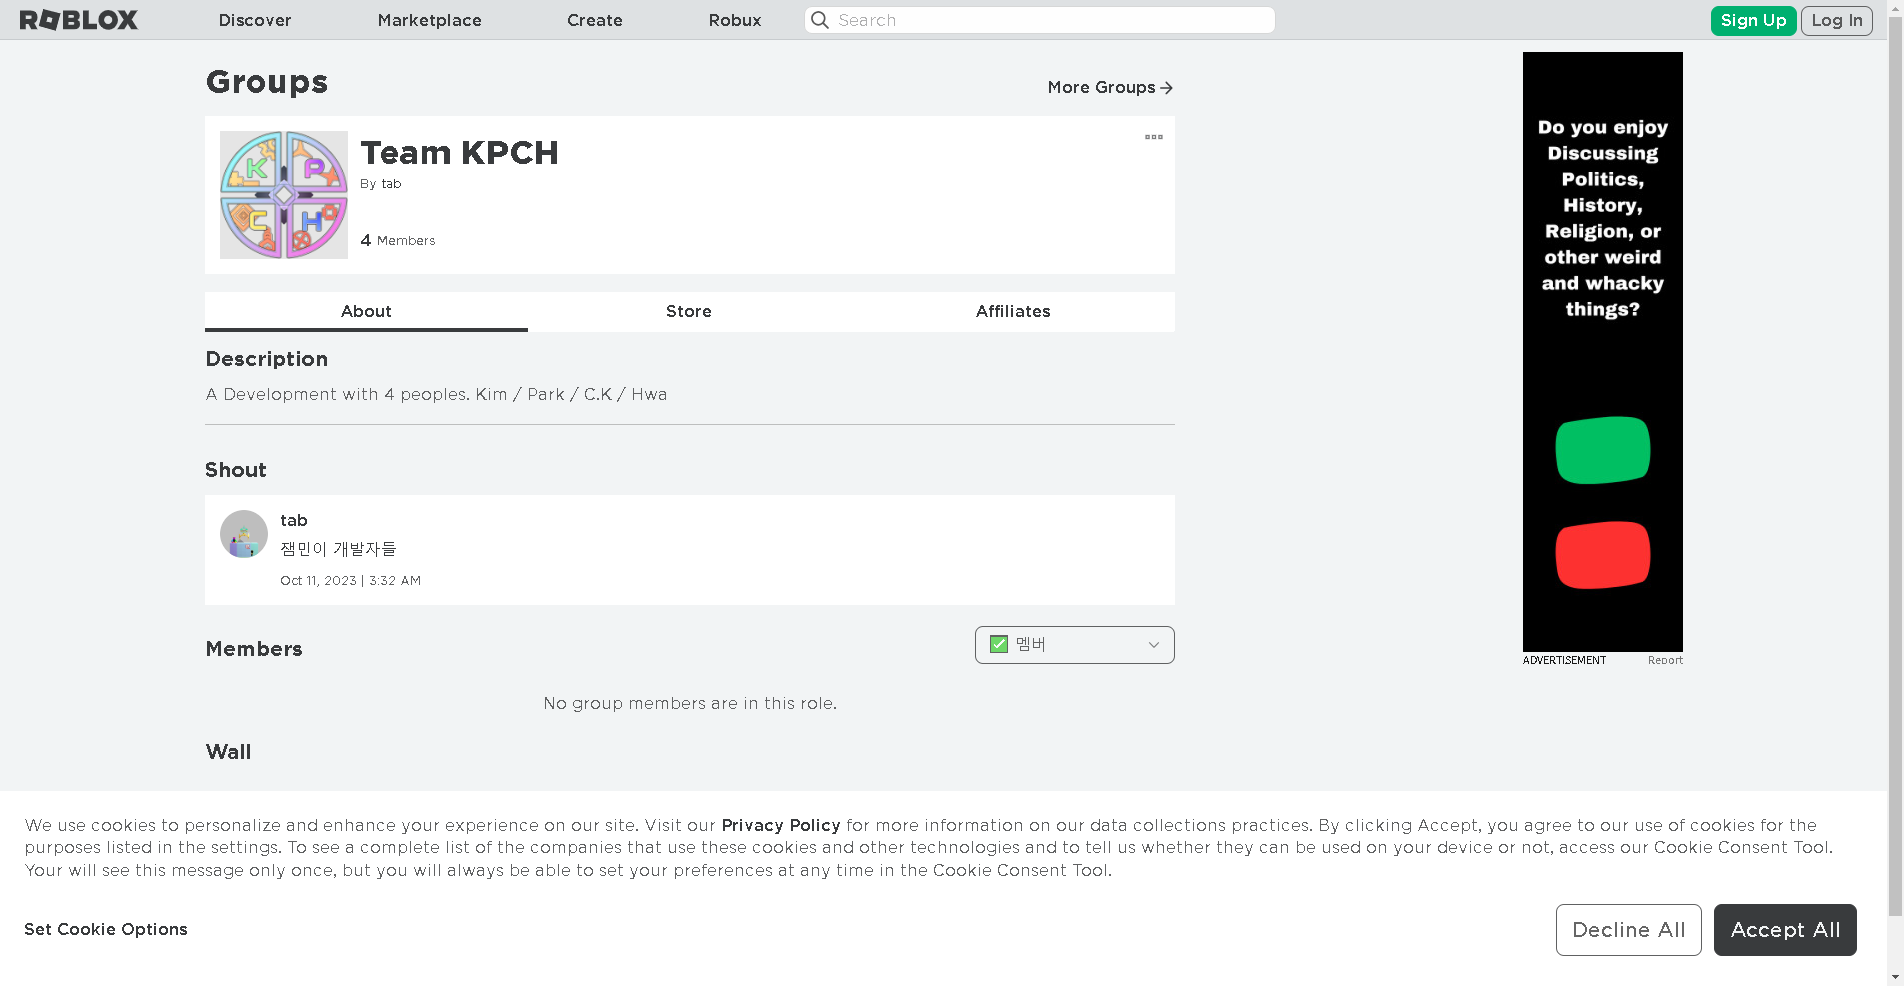 ROBLOX
Discover
Marketplace
Create
Robux
Search
Sign Up
Log In
Groups
More Groups
K P C H
Team KPCH
By tab
4 Members
About
Store
Affiliates
Description
A Development with 4 peoples. Kim / Park / C.K / Hwa
Shout
tab
잼민이 개발자들
Oct 11, 2023 | 3:32 AM
Members
✅ 멤버
No group members are in this role.
Wall
Do you enjoy
Discussing
Politics,
History,
Religion, or
other weird
and whacky
things?
ADVERTISEMENT
Report
We use cookies to personalize and enhance your experience on our site. Visit our Privacy Policy for more information on our data collections practices. By clicking Accept, you agree to our use of cookies for the
purposes listed in the settings. To see a complete list of the companies that use these cookies and other technologies and to tell us whether they can be used on your device or not, access our Cookie Consent Tool.
Your will see this message only once, but you will always be able to set your preferences at any time in the Cookie Consent Tool.
Set Cookie Options
Decline All
Accept All